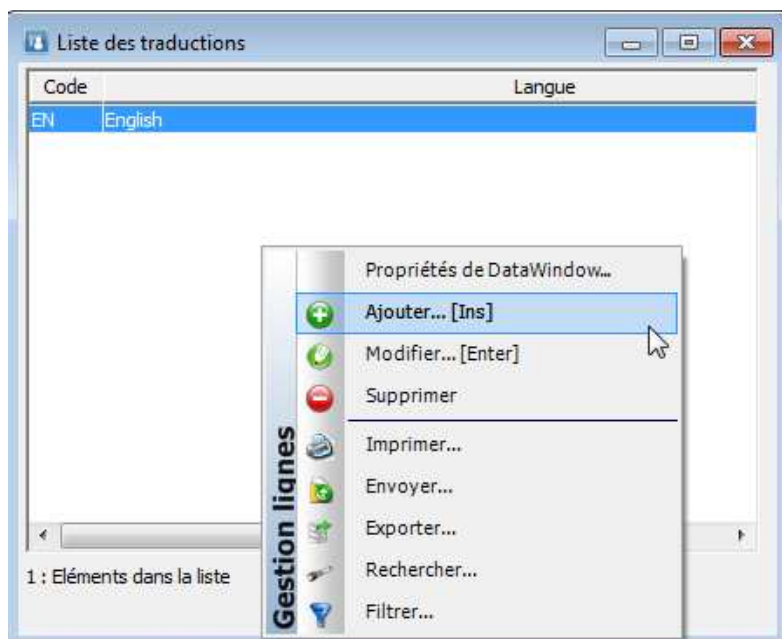 Liste des traductions
Code Langue
EN English
Propriétés de DataWindow...
Ajouter... [Ins]
Modifier... [Enter]
Supprimer
Imprimer...
Envoyer...
Exporter...
Rechercher...
Filtrer...
Gestion lignes
1 : Eléments dans la liste